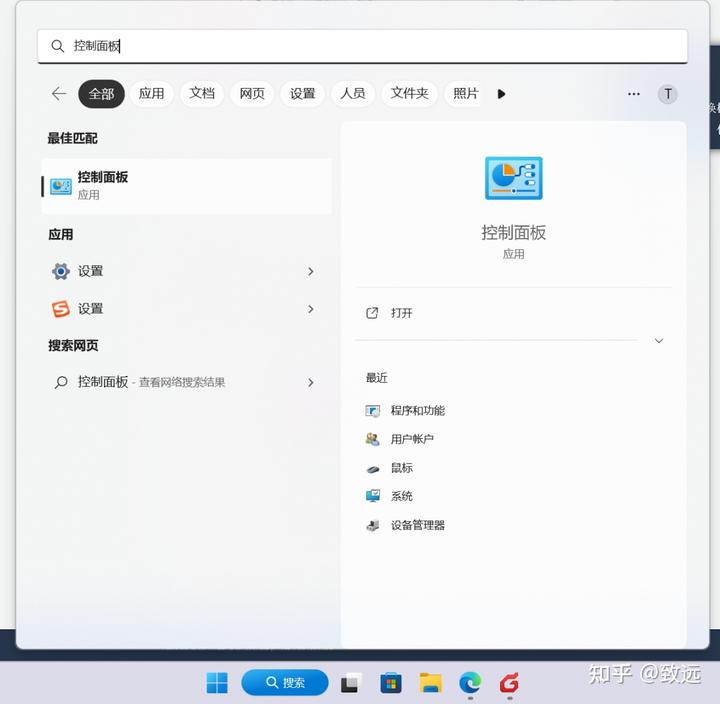 控制面板
全部 应用 文档 网页 设置 人员 文件夹 照片 T
最佳匹配
控制面板
应用
应用
设置
设置
搜索网页
控制面板 - 查看网络搜索结果
控制面板
应用
打开
最近
程序和功能
用户帐户
鼠标
系统
设备管理器
搜索
知乎 @致远